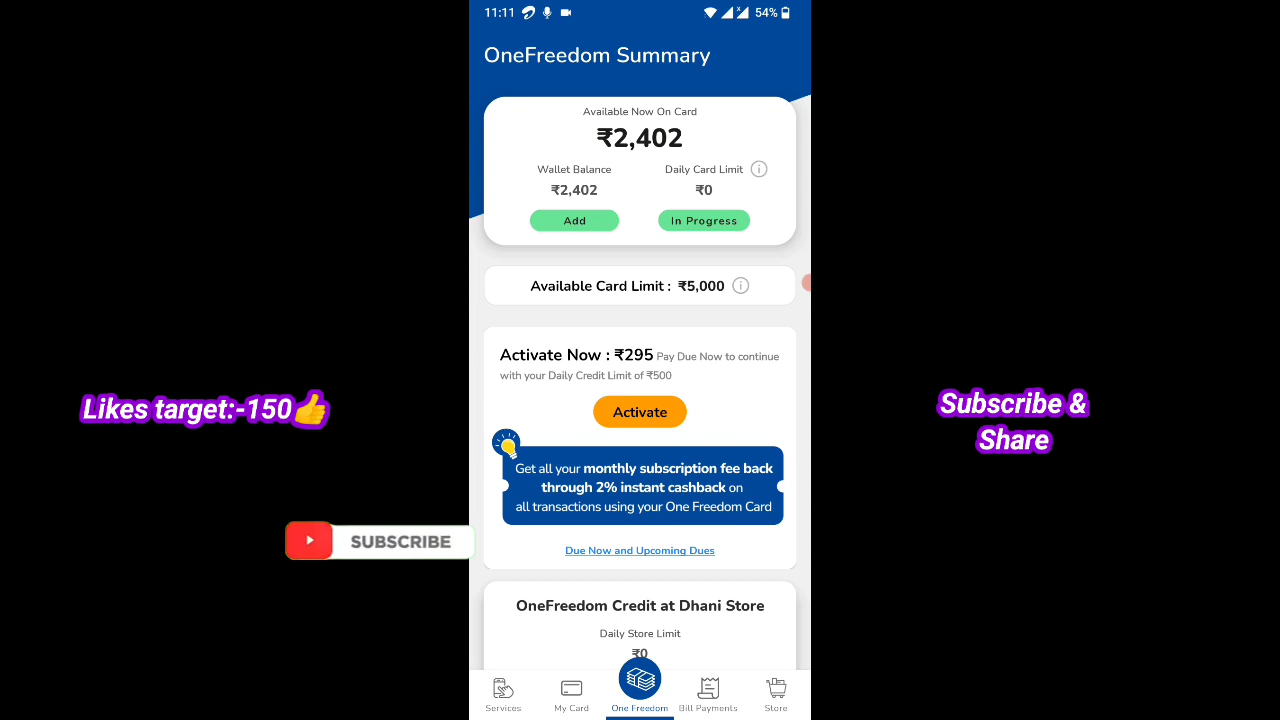 11:11
54%
OneFreedom Summary
Available Now On Card
₹2,402
Wallet Balance
Daily Card Limit
₹2,402
₹0
Add
In Progress
Available Card Limit : ₹5,000
Activate Now : ₹295 Pay Due Now to continue
with your Daily Credit Limit of ₹500
Activate
Get all your monthly subscription fee back
through 2% instant cashback on
all transactions using your One Freedom Card
Due Now and Upcoming Dues
OneFreedom Credit at Dhani Store
Daily Store Limit
₹0
Services
My Card
One Freedom
Bill Payments
Store
Likes target:-150👍
SUBSCRIBE
Subscribe &
Share